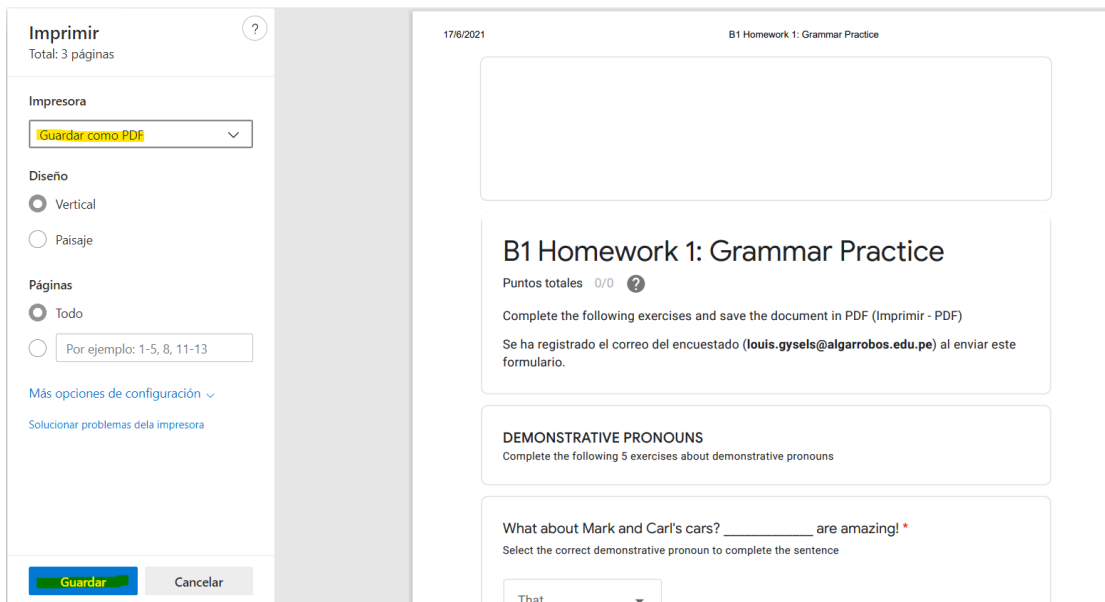 Imprimir
?
Total: 3 páginas
Impresora
Guardar como PDF
Diseño
Vertical
Paisaje
Páginas
Todo
Por ejemplo: 1-5, 8, 11-13
Más opciones de configuración
Solucionar problemas dela impresora
Guardar
Cancelar
17/6/2021
B1 Homework 1: Grammar Practice
B1 Homework 1: Grammar Practice
Puntos totales 0/0 ?
Complete the following exercises and save the document in PDF (Imprimir - PDF)
Se ha registrado el correo del encuestado (louis.gysels@algarrobos.edu.pe) al enviar este
formulario.
DEMONSTRATIVE PRONOUNS
Complete the following 5 exercises about demonstrative pronouns
What about Mark and Carl's cars? _____________ are amazing! *
Select the correct demonstrative pronoun to complete the sentence
That